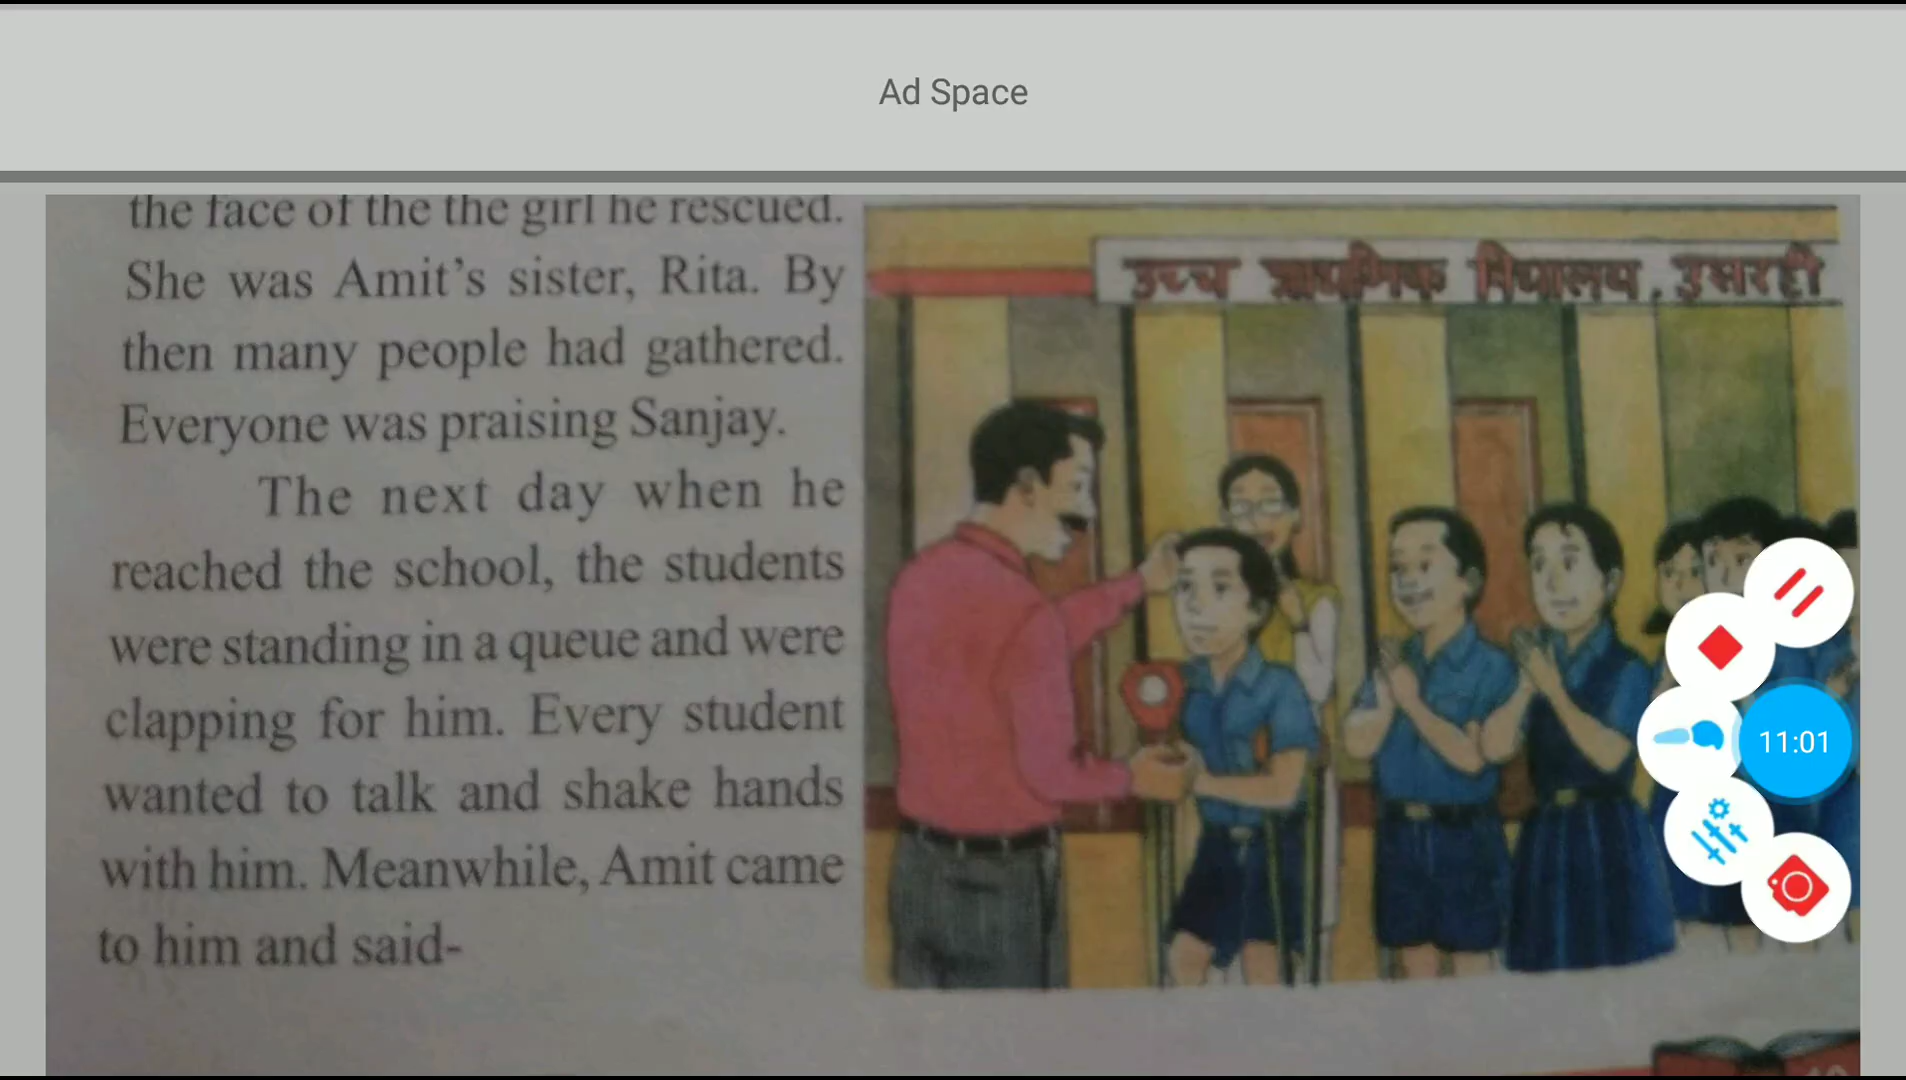 Ad Space
the face of the the girl he rescued.
She was Amit’s sister, Rita. By
then many people had gathered.
Everyone was praising Sanjay.
The next day when he
reached the school, the students
were standing in a queue and were
clapping for him. Every student
wanted to talk and shake hands
with him. Meanwhile, Amit came
to him and said-
उच्च प्राथमिक विद्यालय, उसरही
11:01